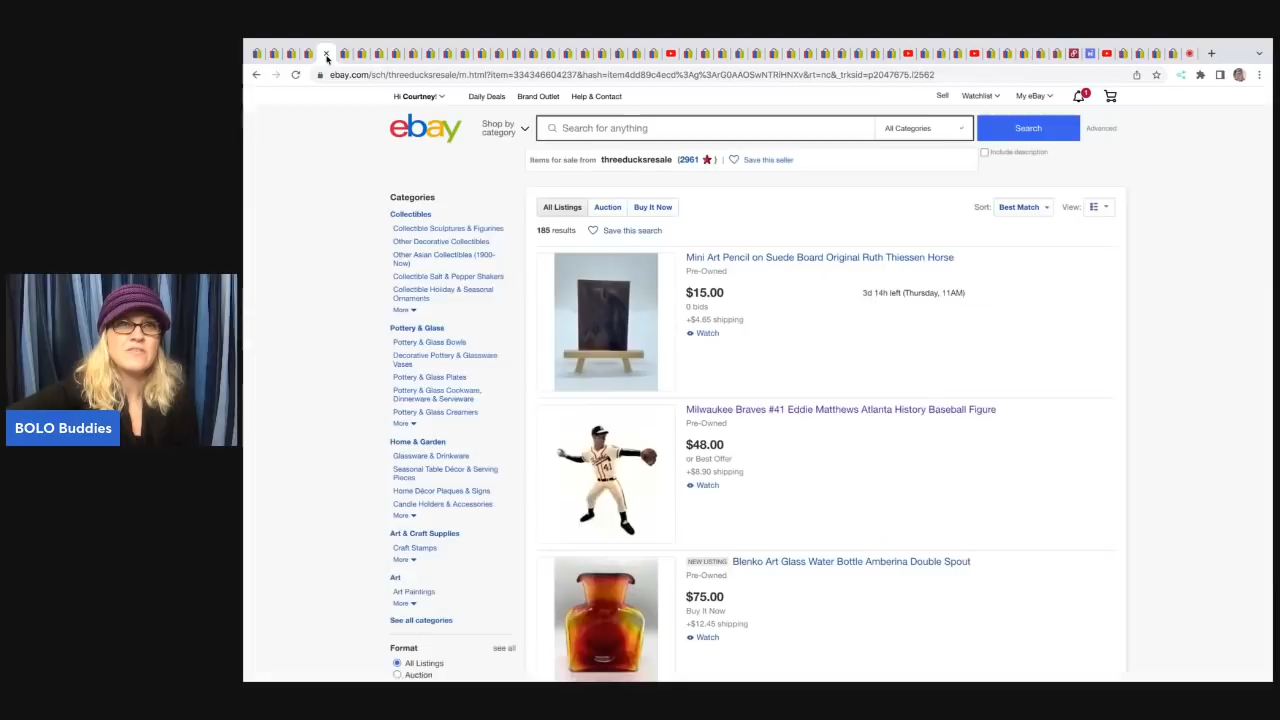 ebay.com/sch/threeducksresale/m.html?item=334346604237&hash=item4dd89c4ecd%3Ag%3ArG0AAOSwNTRiHNXv&rt=nc&_trksid=p2047675.l2562
Hi Courtney!
Daily Deals
Brand Outlet
Help & Contact
Sell
Watchlist
My eBay
1
ebay
Shop by
category
Search for anything
All Categories
Search
Advanced
Include description
Items for sale from threeducksresale (2961 ) | Save this seller
Categories
Collectibles
Collectible Sculptures & Figurines
Other Decorative Collectibles
Other Asian Collectibles (1900-
Now)
Collectible Salt & Pepper Shakers
Collectible Holiday & Seasonal
Ornaments
More
Pottery & Glass
Pottery & Glass Bowls
Decorative Pottery & Glassware
Vases
Pottery & Glass Plates
Pottery & Glass Cookware,
Dinnerware & Serveware
Pottery & Glass Creamers
More
Home & Garden
Glassware & Drinkware
Seasonal Table Décor & Serving
Pieces
Home Décor Plaques & Signs
Candle Holders & Accessories
More
Art & Craft Supplies
Craft Stamps
More
Art
Art Paintings
More
See all categories
Format
see all
All Listings
Auction
All Listings
Auction
Buy It Now
Sort: Best Match
View:
185 results
Save this search
Mini Art Pencil on Suede Board Original Ruth Thiessen Horse
Pre-Owned
$15.00
3d 14h left (Thursday, 11AM)
0 bids
+$4.65 shipping
Watch
Milwaukee Braves #41 Eddie Matthews Atlanta History Baseball Figure
Pre-Owned
$48.00
or Best Offer
+$8.90 shipping
Watch
41
NEW LISTING Blenko Art Glass Water Bottle Amberina Double Spout
Pre-Owned
$75.00
Buy It Now
+$12.45 shipping
Watch
BOLO Buddies